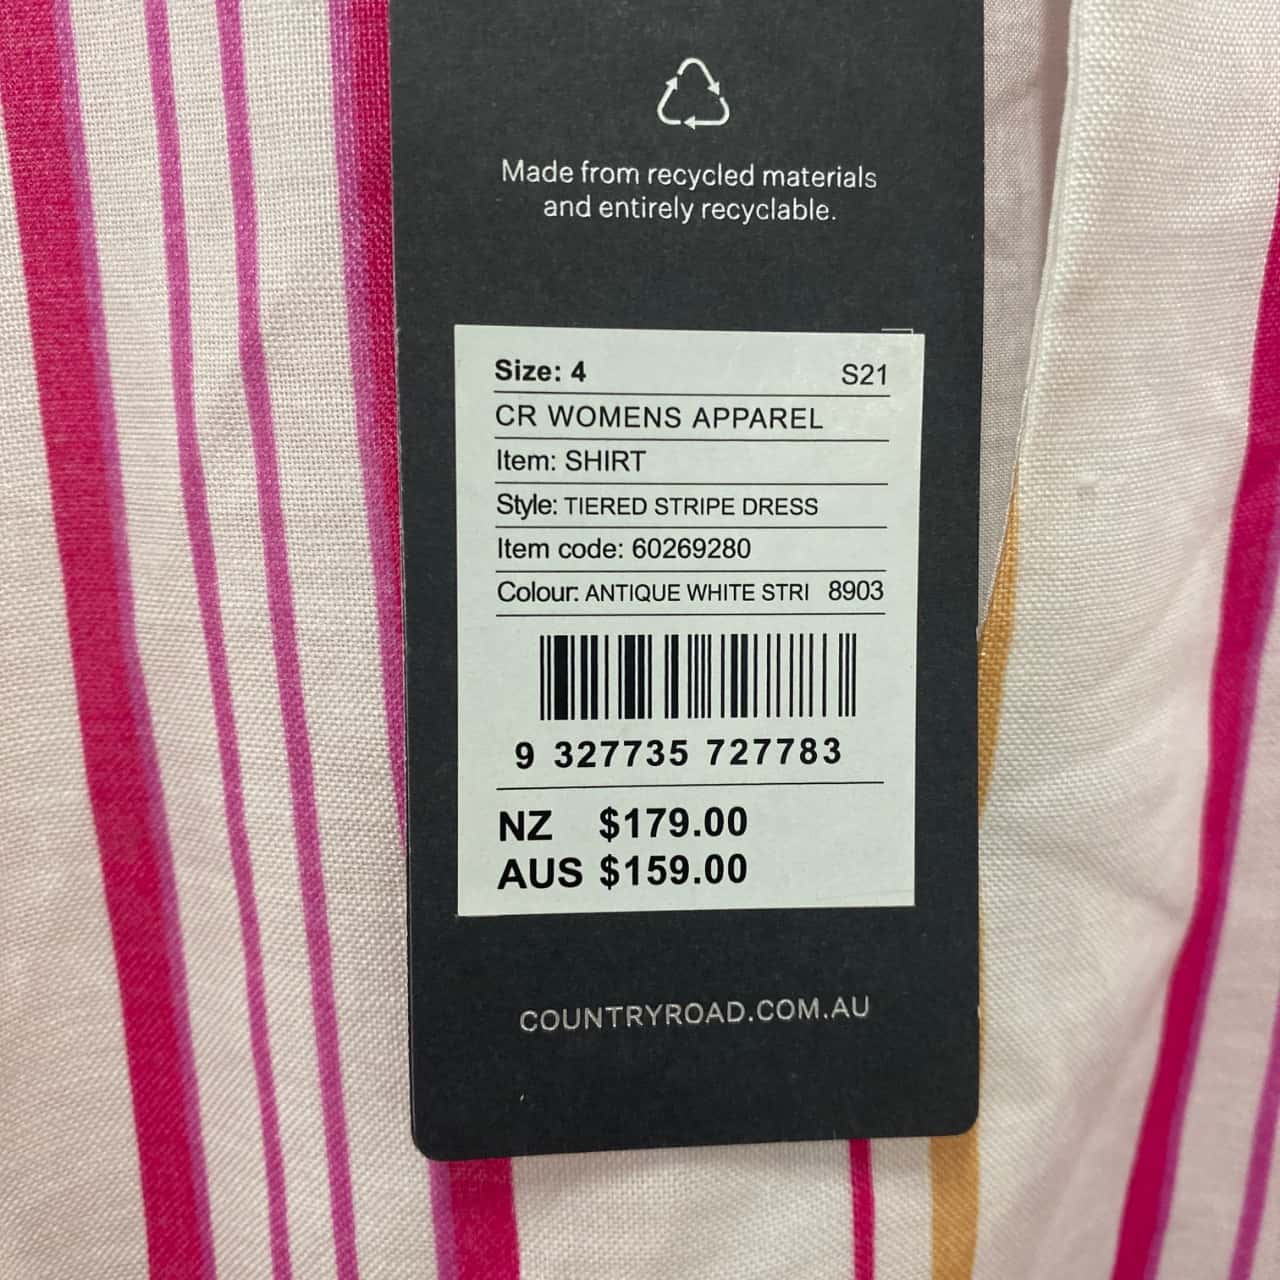 Made from recycled materials
and entirely recyclable.
Size: 4 S21
CR WOMENS APPAREL
Item: SHIRT
Style: TIERED STRIPE DRESS
Item code: 60269280
Colour: ANTIQUE WHITE STRI 8903
9 327735 727783
NZ $179.00
AUS $159.00
COUNTRYROAD.COM.AU